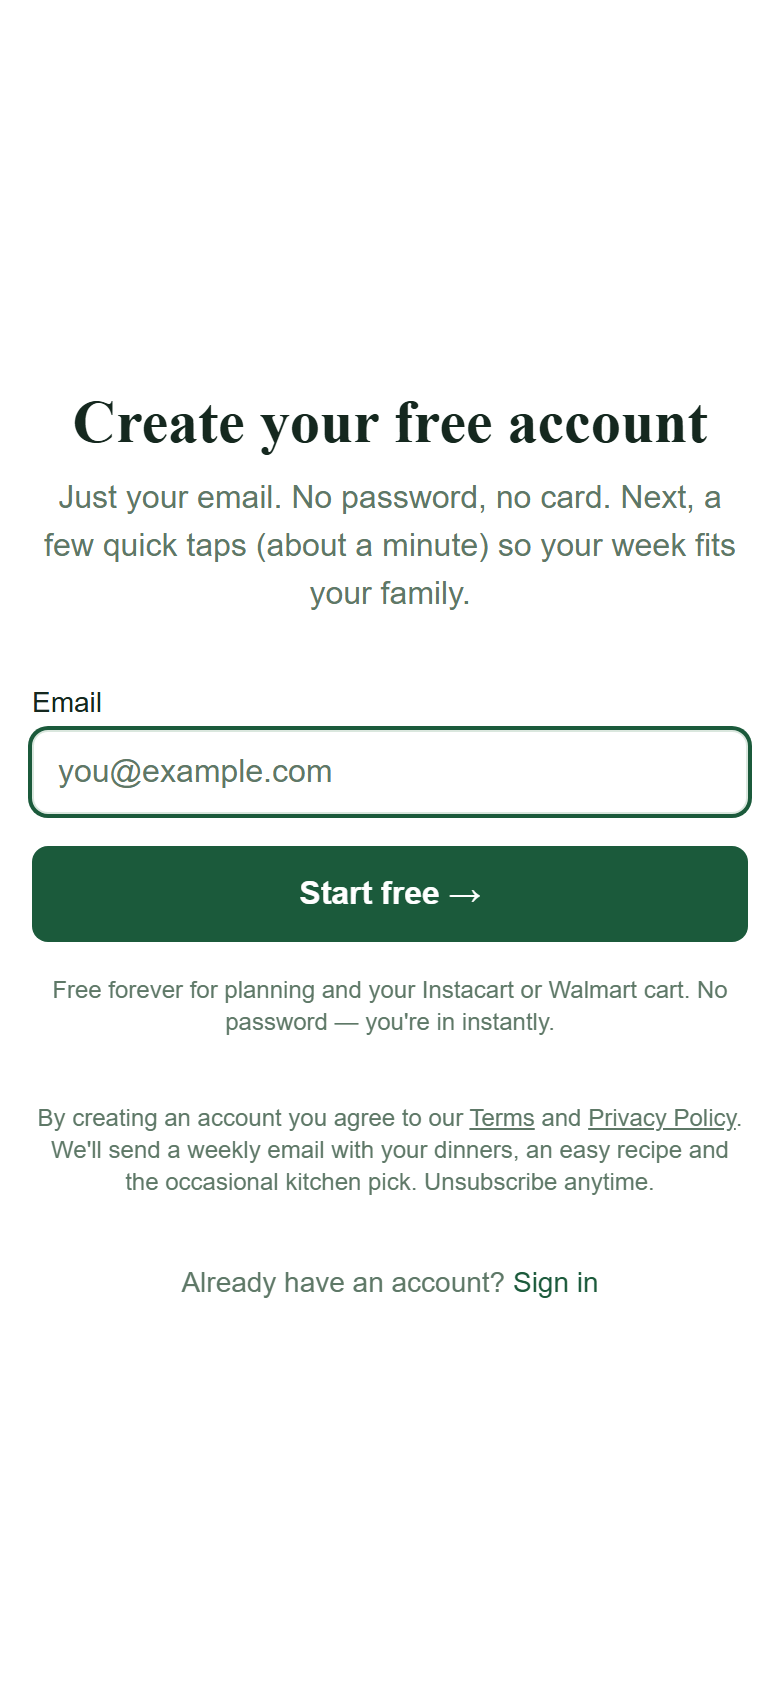 Create your free account
Just your email. No password, no card. Next, a
few quick taps (about a minute) so your week fits
your family.
Email
you@example.com
Start free →
Free forever for planning and your Instacart or Walmart cart. No
password — you're in instantly.
By creating an account you agree to our Terms and Privacy Policy.
We'll send a weekly email with your dinners, an easy recipe and
the occasional kitchen pick. Unsubscribe anytime.
Already have an account? Sign in